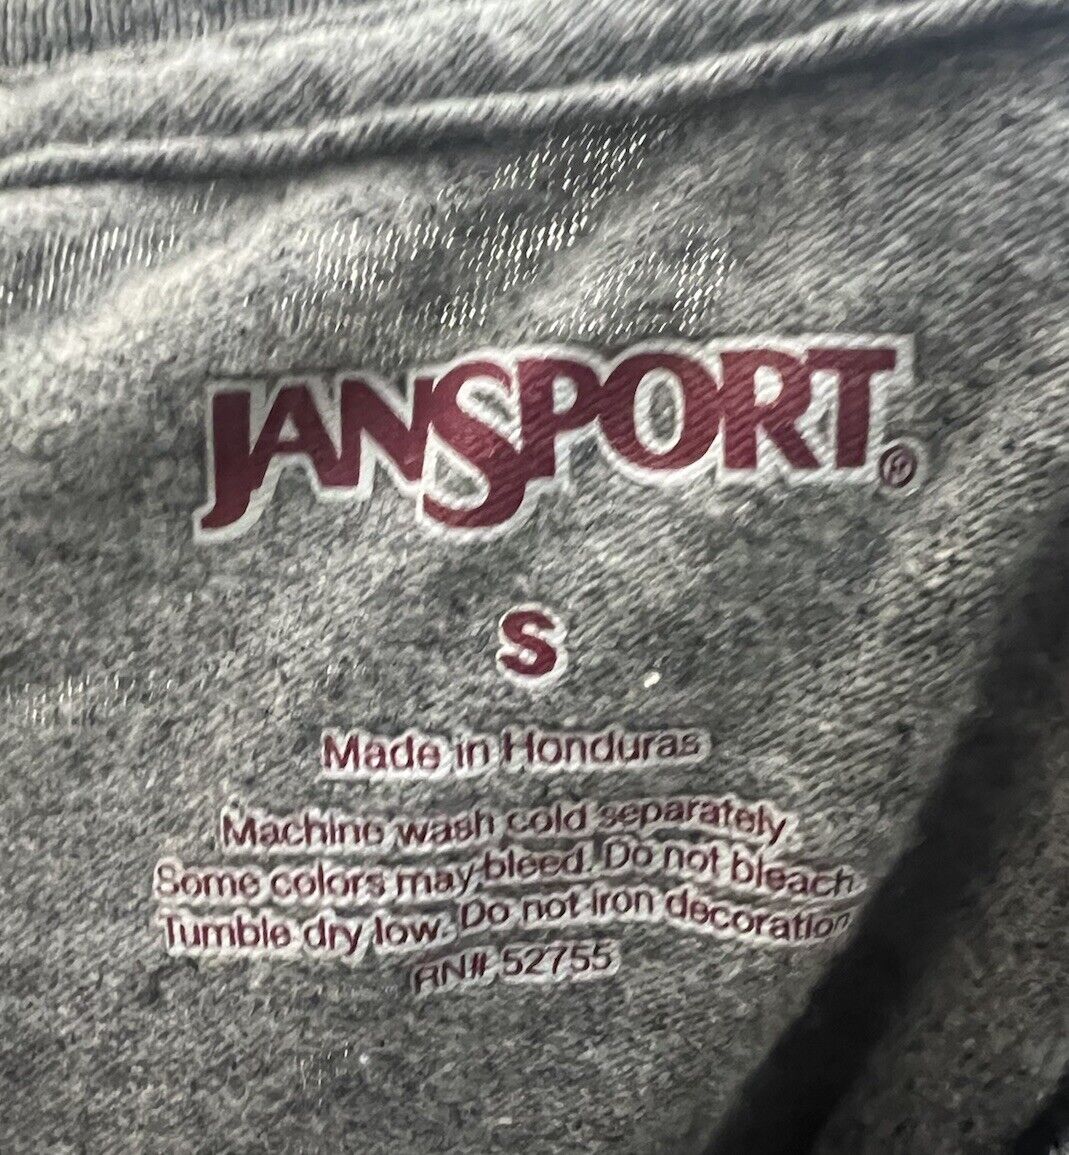 JANSPORT®
S
Made in Honduras
Machine wash cold separately.
Some colors may bleed. Do not bleach
Tumble dry low. Do not iron decoration
RN# 52755